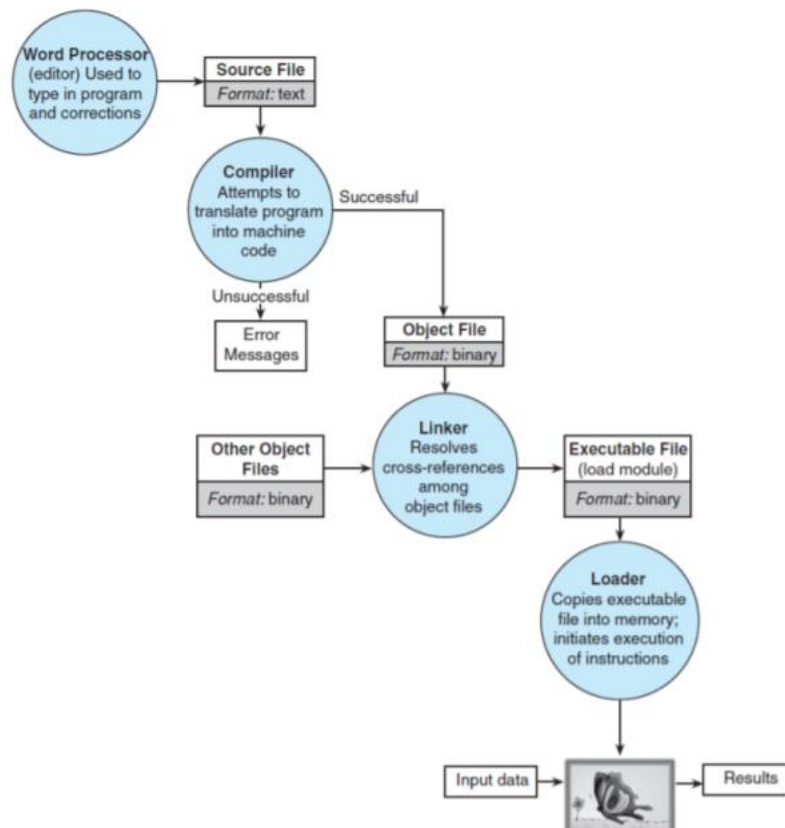 Word Processor
(editor) Used to
type in program
and corrections
Source File
Format: text
Compiler
Attempts to
translate program
into machine
code
Successful
Unsuccessful
Error
Messages
Object File
Format: binary
Other Object
Files
Format: binary
Linker
Resolves
cross-references
among
object files
Executable File
(load module)
Format: binary
Loader
Copies executable
file into memory;
initiates execution
of instructions
Input data
Results